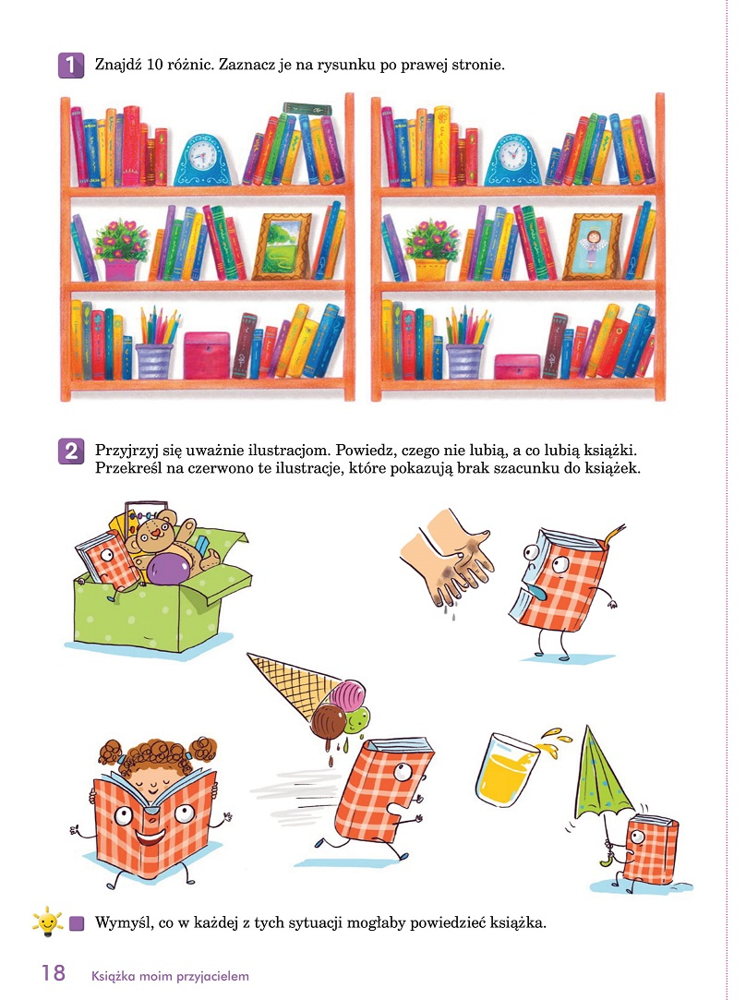 1 Znajdź 10 różnic. Zaznacz je na rysunku po prawej stronie.
2 Przyjrzyj się uważnie ilustracjom. Powiedz, czego nie lubią, a co lubią książki.
Przekreśl na czerwono te ilustracje, które pokazują brak szacunku do książek.
Wymyśl, co w każdej z tych sytuacji mogłaby powiedzieć książka.
18 Książka moim przyjacielem